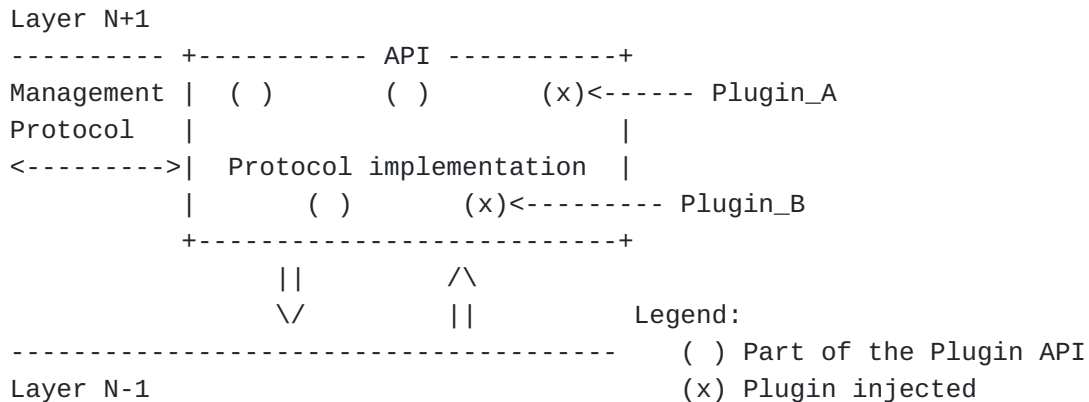 Layer N+1
---------- +----------- API -----------+
Management |  ( )       ( )       (x)<------ Plugin_A
Protocol   |                           |
<--------->|  Protocol implementation  |
           |       ( )       (x)<--------- Plugin_B
           +---------------------------+
                 ||         /\
                 \/         ||          Legend:
---------------------------------------    ( ) Part of the Plugin API
Layer N-1                                  (x) Plugin injected